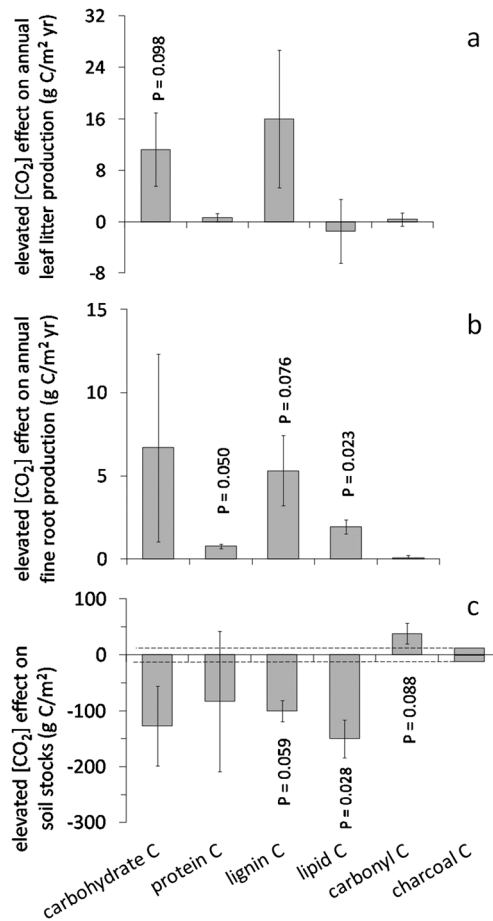 elevated [CO2] effect on annual
leaf litter production (g C/m² yr)
32
24
16
8
0
-8
P = 0.098
a
elevated [CO2] effect on annual
fine root production (g C/m² yr)
15
10
5
0
P = 0.050
P = 0.076
P = 0.023
b
elevated [CO2] effect on
soil stocks (g C/m²)
100
0
-100
-200
-300
P = 0.059
P = 0.028
P = 0.088
c
carbohydrate C
protein C
lignin C
lipid C
carbonyl C
charcoal C